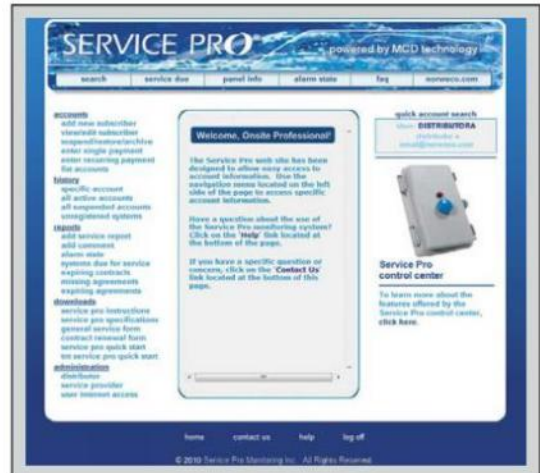 SERVICE PRO
powered by MCD technology
search service due panel info alarm state faq norweco.com
accounts
add new subscriber
view/edit subscriber
suspend/restore/archive
enter single payment
enter recurring payment
list accounts
history
specific account
all active accounts
all suspended accounts
unregistered systems
reports
add service report
add comment
alarm state
systems due for service
expiring contracts
missing agreements
expiring agreements
downloads
service pro instructions
service pro specifications
general service form
contract renewal form
service pro quick start
tnt service pro quick start
administration
distributor
service provider
user internet access
Welcome, Onsite Professional!
The Service Pro web site has been
designed to allow easy access to
account information. Use the
navigation menu located on the left
side of the page to access specific
account information.
Have a question about the use of
the Service Pro monitoring system?
Click on the 'Help' link located at
the bottom of the page.
If you have a specific question or
concern, click on the 'Contact Us'
link located at the bottom of this
page.
quick account search
DISTRIBUTORA
email@norweco.com
Service Pro
control center
To learn more about the
features offered by the
Service Pro control center,
click here.
home contact us help log off
© 2010 Service Pro Monitoring Inc. All Rights Reserved.